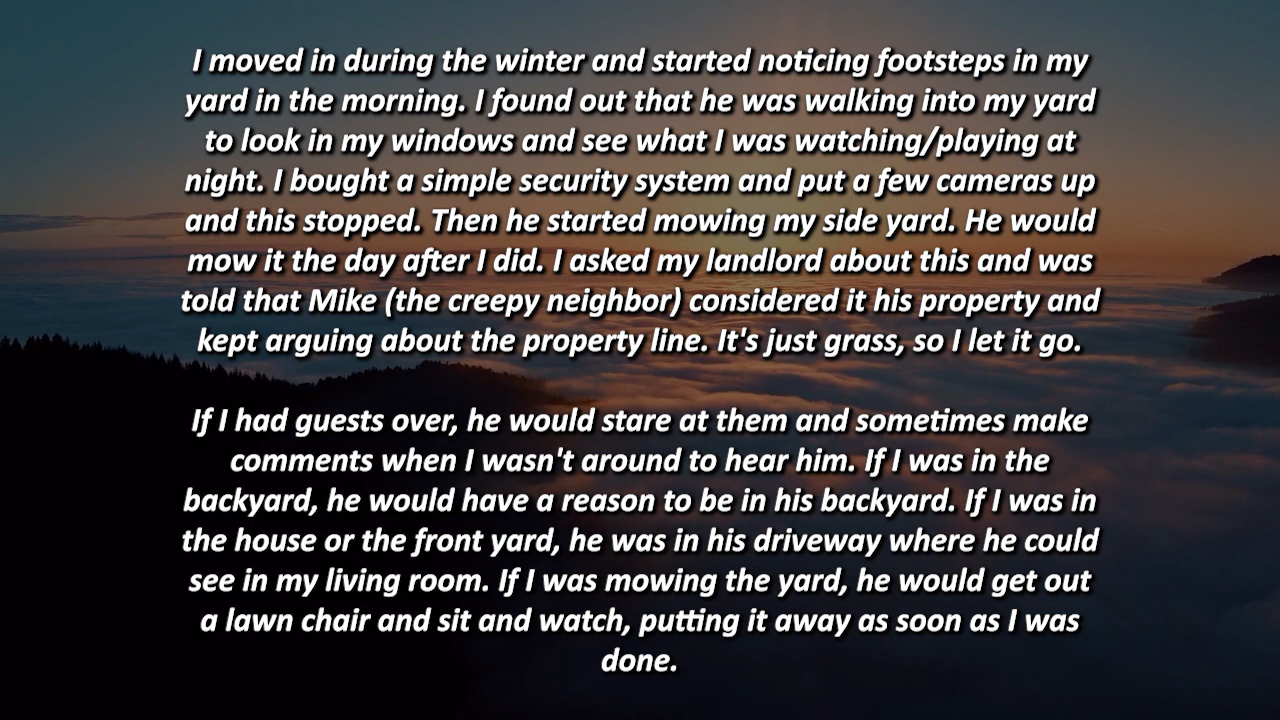 I moved in during the winter and started noticing footsteps in my
yard in the morning. I found out that he was walking into my yard
to look in my windows and see what I was watching/playing at
night. I bought a simple security system and put a few cameras up
and this stopped. Then he started mowing my side yard. He would
mow it the day after I did. I asked my landlord about this and was
told that Mike (the creepy neighbor) considered it his property and
kept arguing about the property line. It's just grass, so I let it go.
If I had guests over, he would stare at them and sometimes make
comments when I wasn't around to hear him. If I was in the
backyard, he would have a reason to be in his backyard. If I was in
the house or the front yard, he was in his driveway where he could
see in my living room. If I was mowing the yard, he would get out
a lawn chair and sit and watch, putting it away as soon as I was
done.